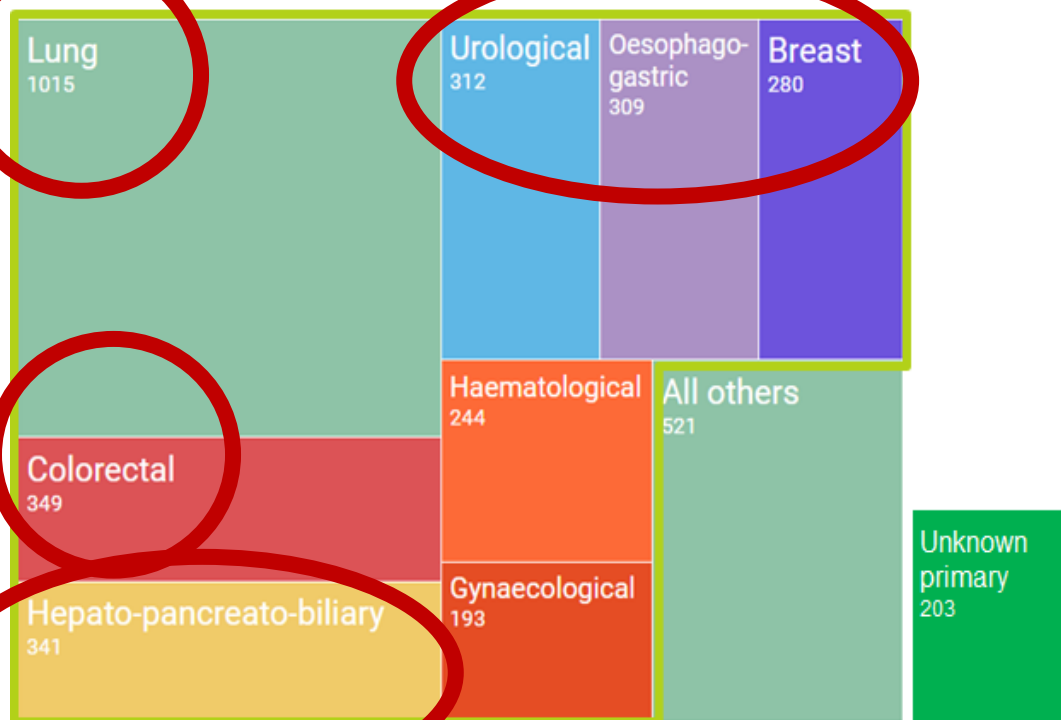 Lung
1015
Urological
312
Oesophago-
gastric
309
Breast
280
Colorectal
349
Hepato-pancreato-biliary
341
Haematological
244
Gynaecological
193
All others
521
Unknown
primary
203